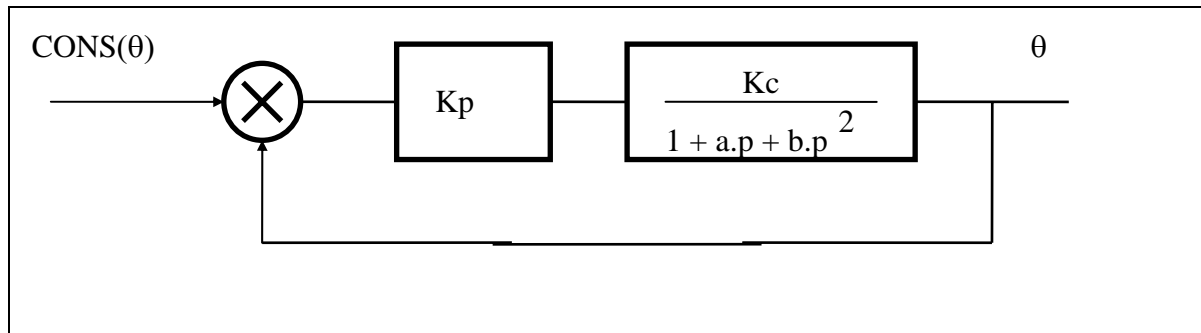 CONS(θ)
θ
Kp
Kc
1 + a.p + b.p 2